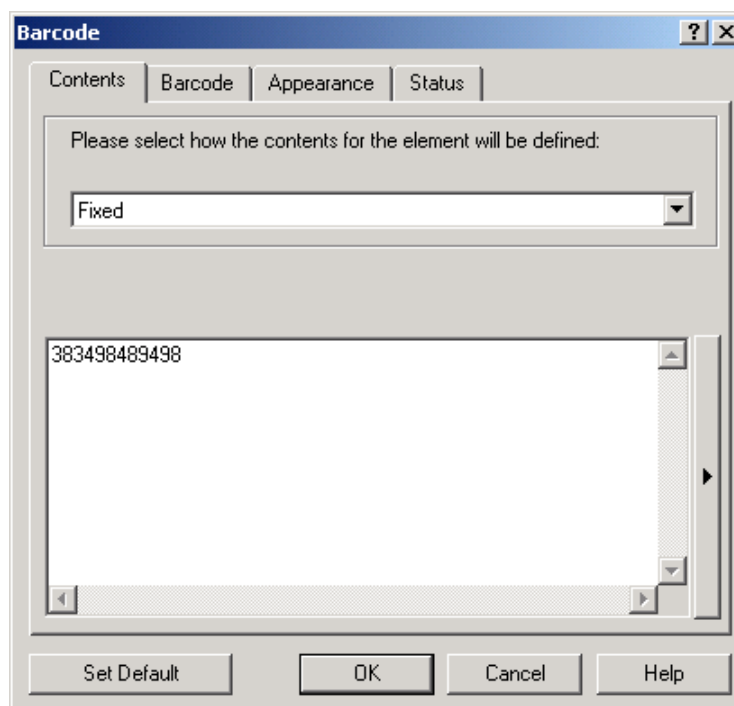 Barcode
Contents Barcode Appearance Status
Please select how the contents for the element will be defined:
Fixed
383498489498
Set Default OK Cancel Help